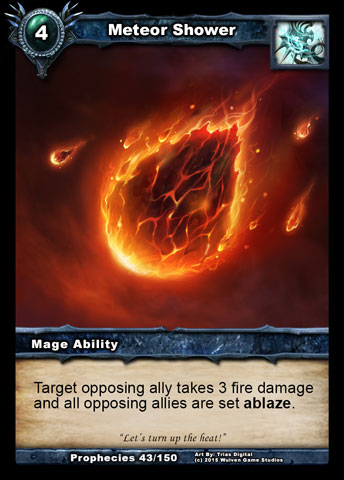 4
Meteor Shower
Mage Ability
Target opposing ally takes 3 fire damage
and all opposing allies are set ablaze.
"Let's turn up the heat!"
Prophecies 43/150
Art By: Trias Digital
(c) 2015 Wulven Game Studios